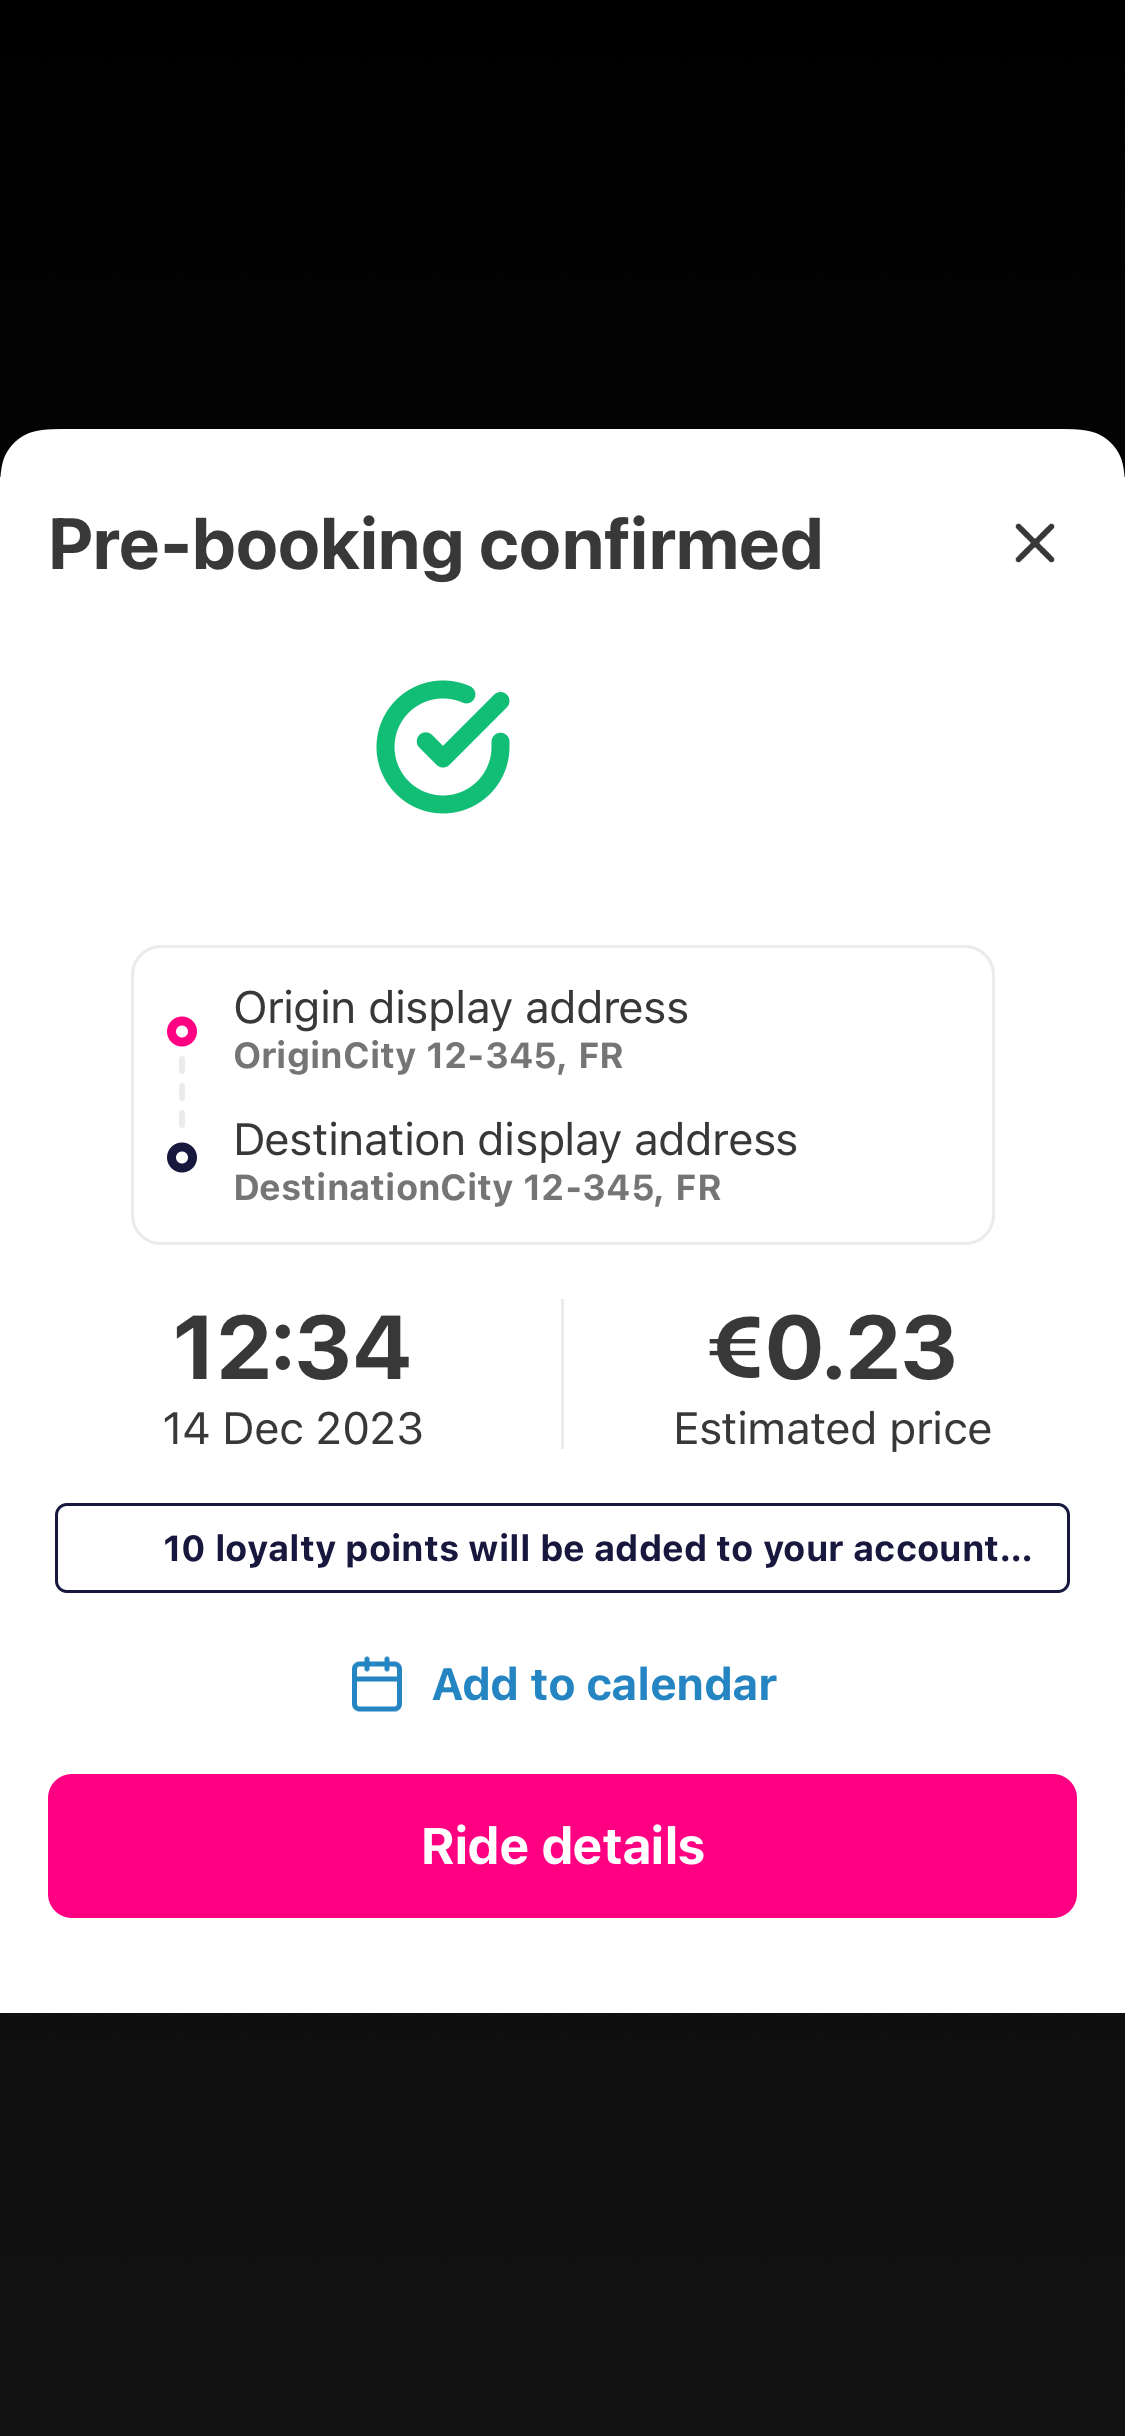 Pre-booking confirmed
Origin display address
OriginCity 12-345, FR
Destination display address
DestinationCity 12-345, FR
12:34
14 Dec 2023
€0.23
Estimated price
10 loyalty points will be added to your account...
Add to calendar
Ride details